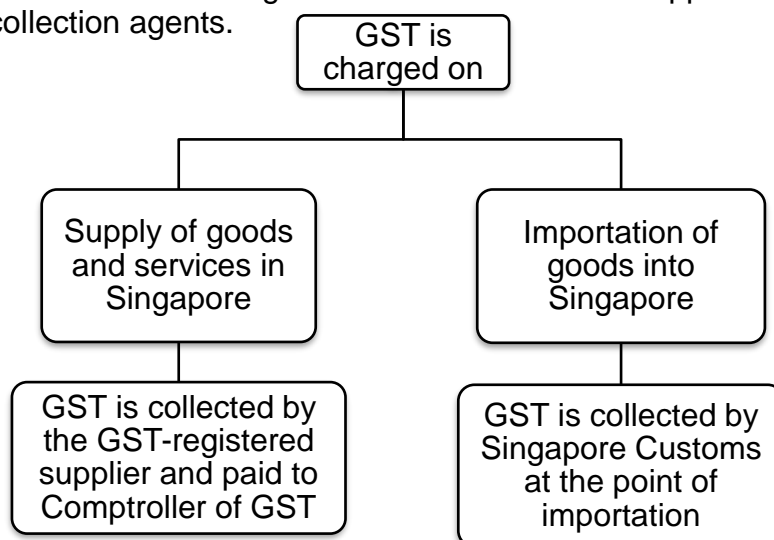 collection agents.
GST is
charged on
Supply of goods
and services in
Singapore
Importation of
goods into
Singapore
GST is collected by
the GST-registered
supplier and paid to
Comptroller of GST
GST is collected by
Singapore Customs
at the point of
importation